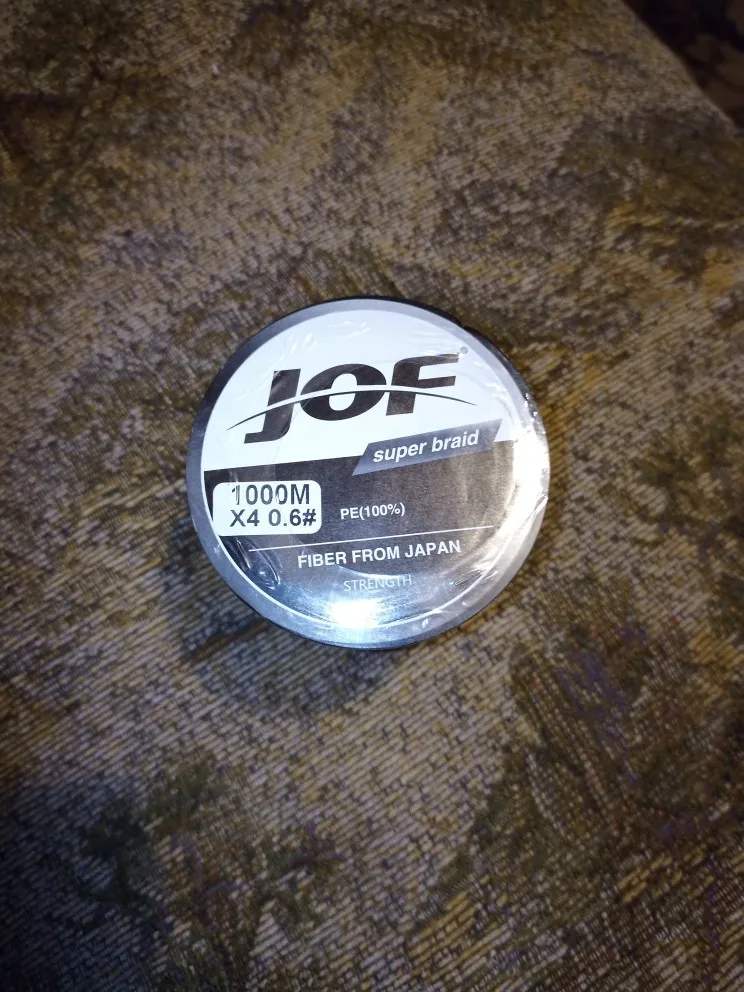 JOF®
super braid
1000M
X4 0.6#
PE(100%)
FIBER FROM JAPAN
STRENGTH